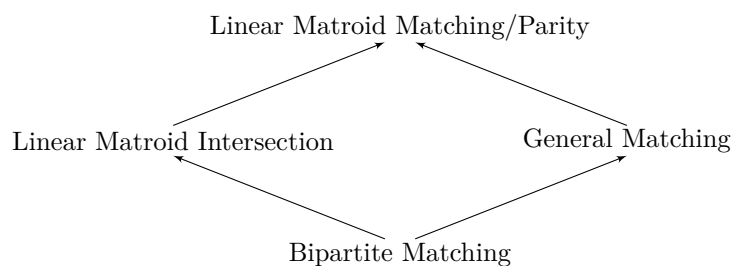 Linear Matroid Matching/Parity
Linear Matroid Intersection
General Matching
Bipartite Matching